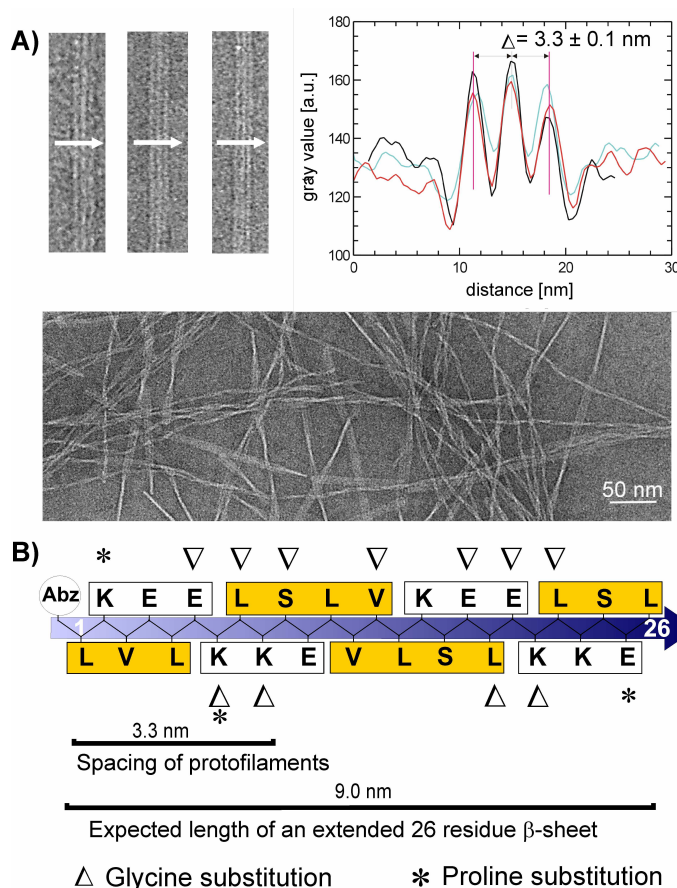 A)
Δ= 3.3 ± 0.1 nm
gray value [a.u.]
180
160
140
120
100
0
10
20
30
distance [nm]
50 nm
B)
*
Abz
K E E L S L V K E E L S L
1
26
L V L K K E V L S L K K E
*
*
3.3 nm
Spacing of protofilaments
9.0 nm
Expected length of an extended 26 residue β-sheet
Δ Glycine substitution
* Proline substitution